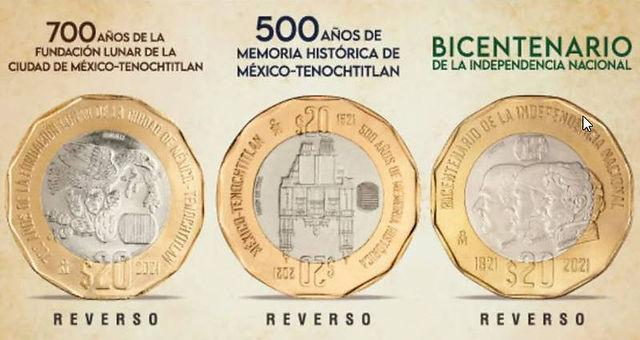 700 AÑOS DE LA
FUNDACIÓN LUNAR DE LA
CIUDAD DE MÉXICO-TENOCHTITLAN
500 AÑOS DE
MEMORIA HISTÓRICA DE
MÉXICO-TENOCHTITLAN
BICENTENARIO
DE LA INDEPENDENCIA NACIONAL
700 AÑOS DE LA FUNDACIÓN LUNAR DE LA CIUDAD DE MÉXICO-TENOCHTITLAN
$20 2021
$20 1521
500 AÑOS DE MEMORIA HISTÓRICA
MÉXICO-TENOCHTITLAN
$20 2021
BICENTENARIO DE LA INDEPENDENCIA NACIONAL
1821 $20 2021
REVERSO
REVERSO
REVERSO